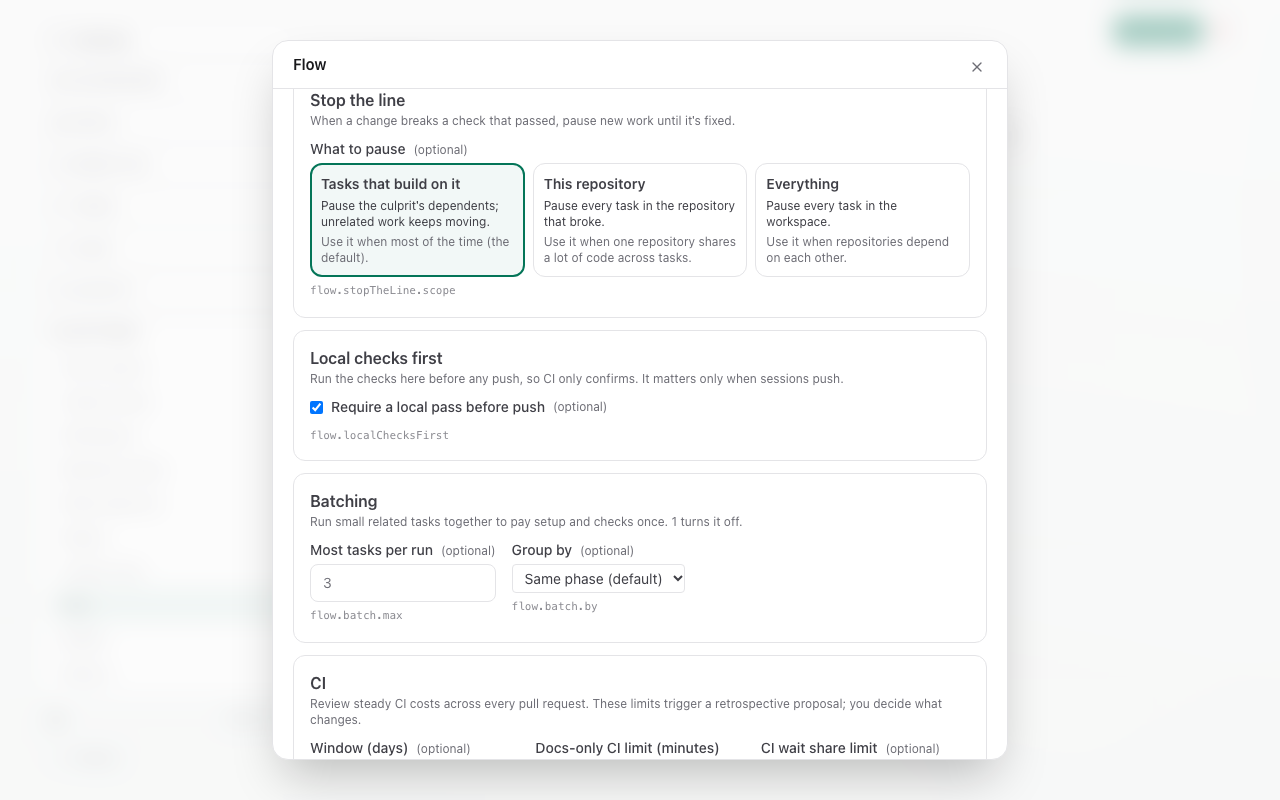 Flow
Stop the line
When a change breaks a check that passed, pause new work until it's fixed.
What to pause (optional)
Tasks that build on it
Pause the culprit's dependents;
unrelated work keeps moving.
Use it when most of the time (the
default).
This repository
Pause every task in the repository
that broke.
Use it when one repository shares
a lot of code across tasks.
Everything
Pause every task in the
workspace.
Use it when repositories depend
on each other.
flow.stopTheLine.scope
Local checks first
Run the checks here before any push, so CI only confirms. It matters only when sessions push.
Require a local pass before push (optional)
flow.localChecksFirst
Batching
Run small related tasks together to pay setup and checks once. 1 turns it off.
Most tasks per run (optional)
3
flow.batch.max
Group by (optional)
Same phase (default)
flow.batch.by
CI
Review steady CI costs across every pull request. These limits trigger a retrospective proposal; you decide what
changes.
Window (days) (optional)
Docs-only CI limit (minutes)
CI wait share limit (optional)